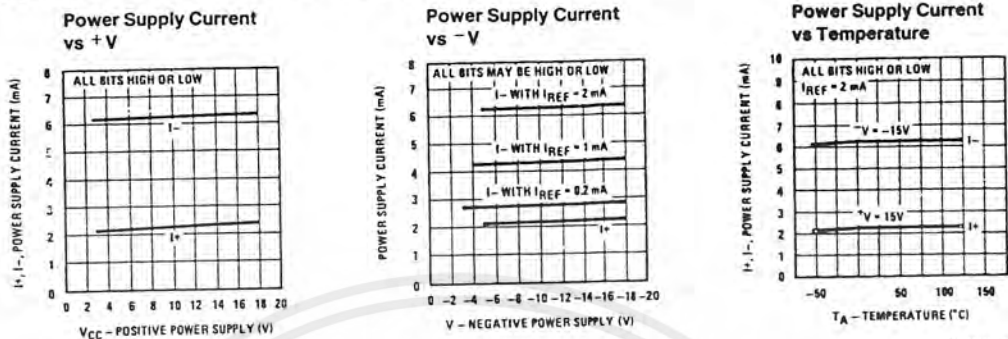 Power Supply Current
vs +V
8
7
6
5
4
3
2
1
0
I+, I−, POWER SUPPLY CURRENT (mA)
ALL BITS HIGH OR LOW
I−
I+
0 2 4 6 8 10 12 14 16 18 20
VCC – POSITIVE POWER SUPPLY (V)
Power Supply Current
vs −V
8
7
6
5
4
3
2
1
0
POWER SUPPLY CURRENT (mA)
ALL BITS MAY BE HIGH OR LOW
I− WITH IREF = 2 mA
I− WITH IREF = 1 mA
I− WITH IREF = 0.2 mA
I+
0 −2 −4 −6 −8 −10 −12 −14 −16 −18 −20
V – NEGATIVE POWER SUPPLY (V)
Power Supply Current
vs Temperature
10
9
8
7
6
5
4
3
2
1
0
I+, I−, POWER SUPPLY CURRENT (mA)
ALL BITS HIGH OR LOW
IREF = 2 mA
−V = −15V
I−
+V = 15V
I+
−50 0 50 100 150
TA – TEMPERATURE (°C)